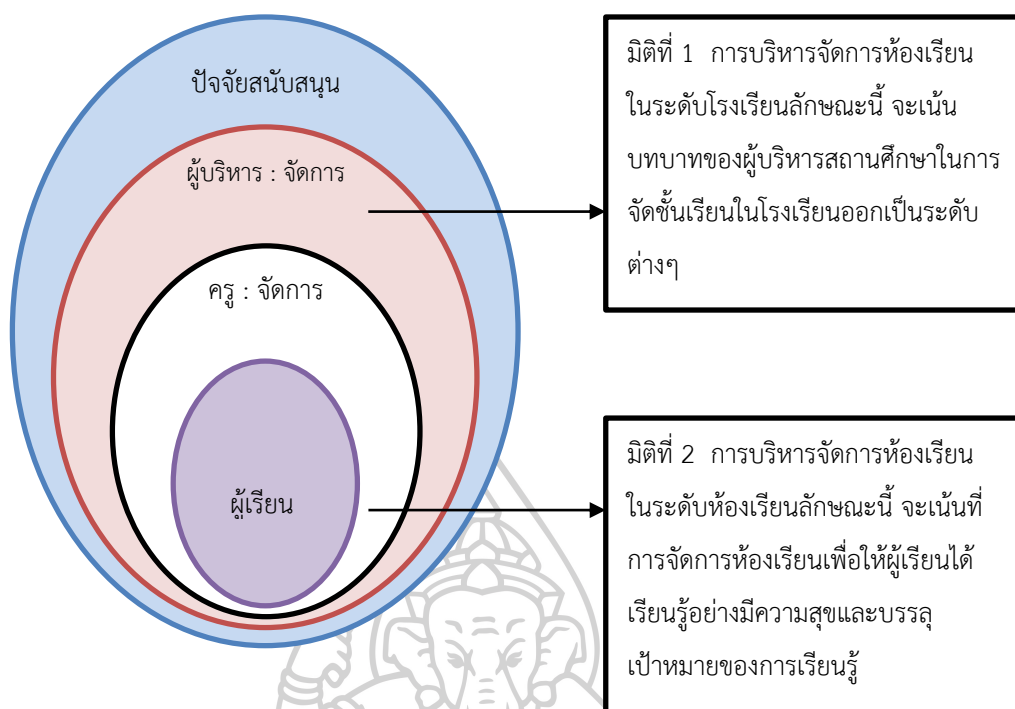 ปัจจัยสนับสนุน
ผู้บริหาร : จัดการ
ครู : จัดการ
ผู้เรียน
มิติที่ 1 การบริหารจัดการห้องเรียน
ในระดับโรงเรียนลักษณะนี้ จะเน้น
บทบาทของผู้บริหารสถานศึกษาในการ
จัดชั้นเรียนในโรงเรียนออกเป็นระดับ
ต่างๆ
มิติที่ 2 การบริหารจัดการห้องเรียน
ในระดับห้องเรียนลักษณะนี้ จะเน้นที่
การจัดการห้องเรียนเพื่อให้ผู้เรียนได้
เรียนรู้อย่างมีความสุขและบรรลุ
เป้าหมายของการเรียนรู้